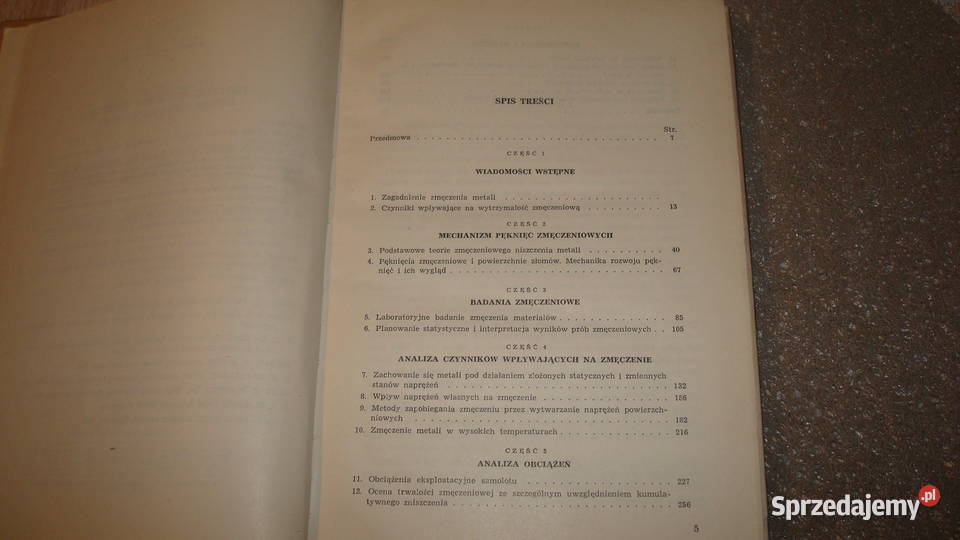 SPIS TREŚCI
Str.
Przedmowa . . . . . . . . . . . . . . . . . . . . . . . . . . . . 7
CZĘŚĆ 1
WIADOMOŚCI WSTĘPNE
1. Zagadnienie zmęczenia metali . . . . . . . . . . . . . . . .
2. Czynniki wpływające na wytrzymałość zmęczeniową . . . . . . . . . . 13
CZĘŚĆ 2
MECHANIZM PĘKNIĘĆ ZMĘCZENIOWYCH
3. Podstawowe teorie zmęczeniowego niszczenia metali . . . . . . . . . . 40
4. Pęknięcia zmęczeniowe i powierzchnie złomów. Mechanika rozwoju pęk-
nięć i ich wygląd . . . . . . . . . . . . . . . . . . . . . . . . 67
CZĘŚĆ 3
BADANIA ZMĘCZENIOWE
5. Laboratoryjne badanie zmęczenia materiałów . . . . . . . . . . . . 85
6. Planowanie statystyczne i interpretacja wyników prób zmęczeniowych . . 105
CZĘŚĆ 4
ANALIZA CZYNNIKÓW WPŁYWAJĄCYCH NA ZMĘCZENIE
7. Zachowanie się metali pod działaniem złożonych statycznych i zmiennych
stanów naprężeń . . . . . . . . . . . . . . . . . . . . . . . . 132
8. Wpływ naprężeń własnych na zmęczenie . . . . . . . . . . . . . . 156
9. Metody zapobiegania zmęczeniu przez wytwarzanie naprężeń powierzch-
niowych . . . . . . . . . . . . . . . . . . . . . . . . . . . . 182
10. Zmęczenie metali w wysokich temperaturach . . . . . . . . . . . . 216
CZĘŚĆ 5
ANALIZA OBCIĄŻEŃ
11. Obciążenia eksploatacyjne samolotu . . . . . . . . . . . . . . . . 227
12. Ocena trwałości zmęczeniowej ze szczególnym uwzględnieniem kumula-
tywnego zniszczenia . . . . . . . . . . . . . . . . . . . . . . . 256
5
Sprzedajemy.pl